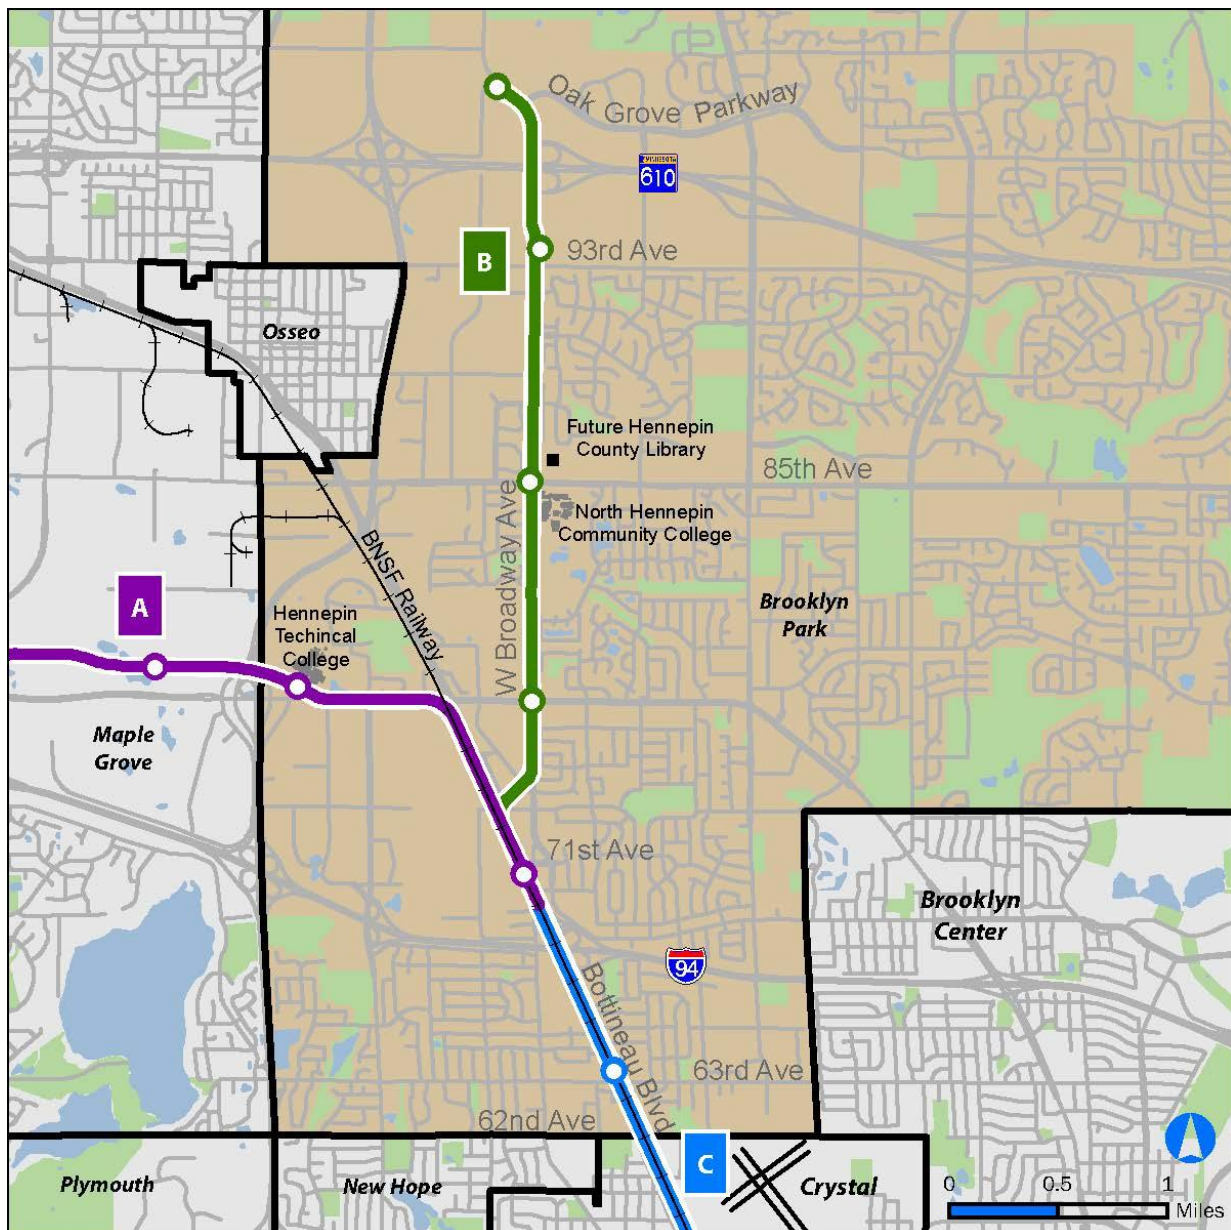 Oak Grove Parkway
MINNESOTA
610
B
93rd Ave
Osseo
Future Hennepin
County Library
85th Ave
W Broadway Ave
North Hennepin
Community College
BNSF Railway
A
Hennepin
Techincal
College
Brooklyn
Park
Maple
Grove
71st Ave
Brooklyn
Center
94
Bottineau Blvd
63rd Ave
62nd Ave
C
Plymouth
New Hope
Crystal
0 0.5 1
Miles